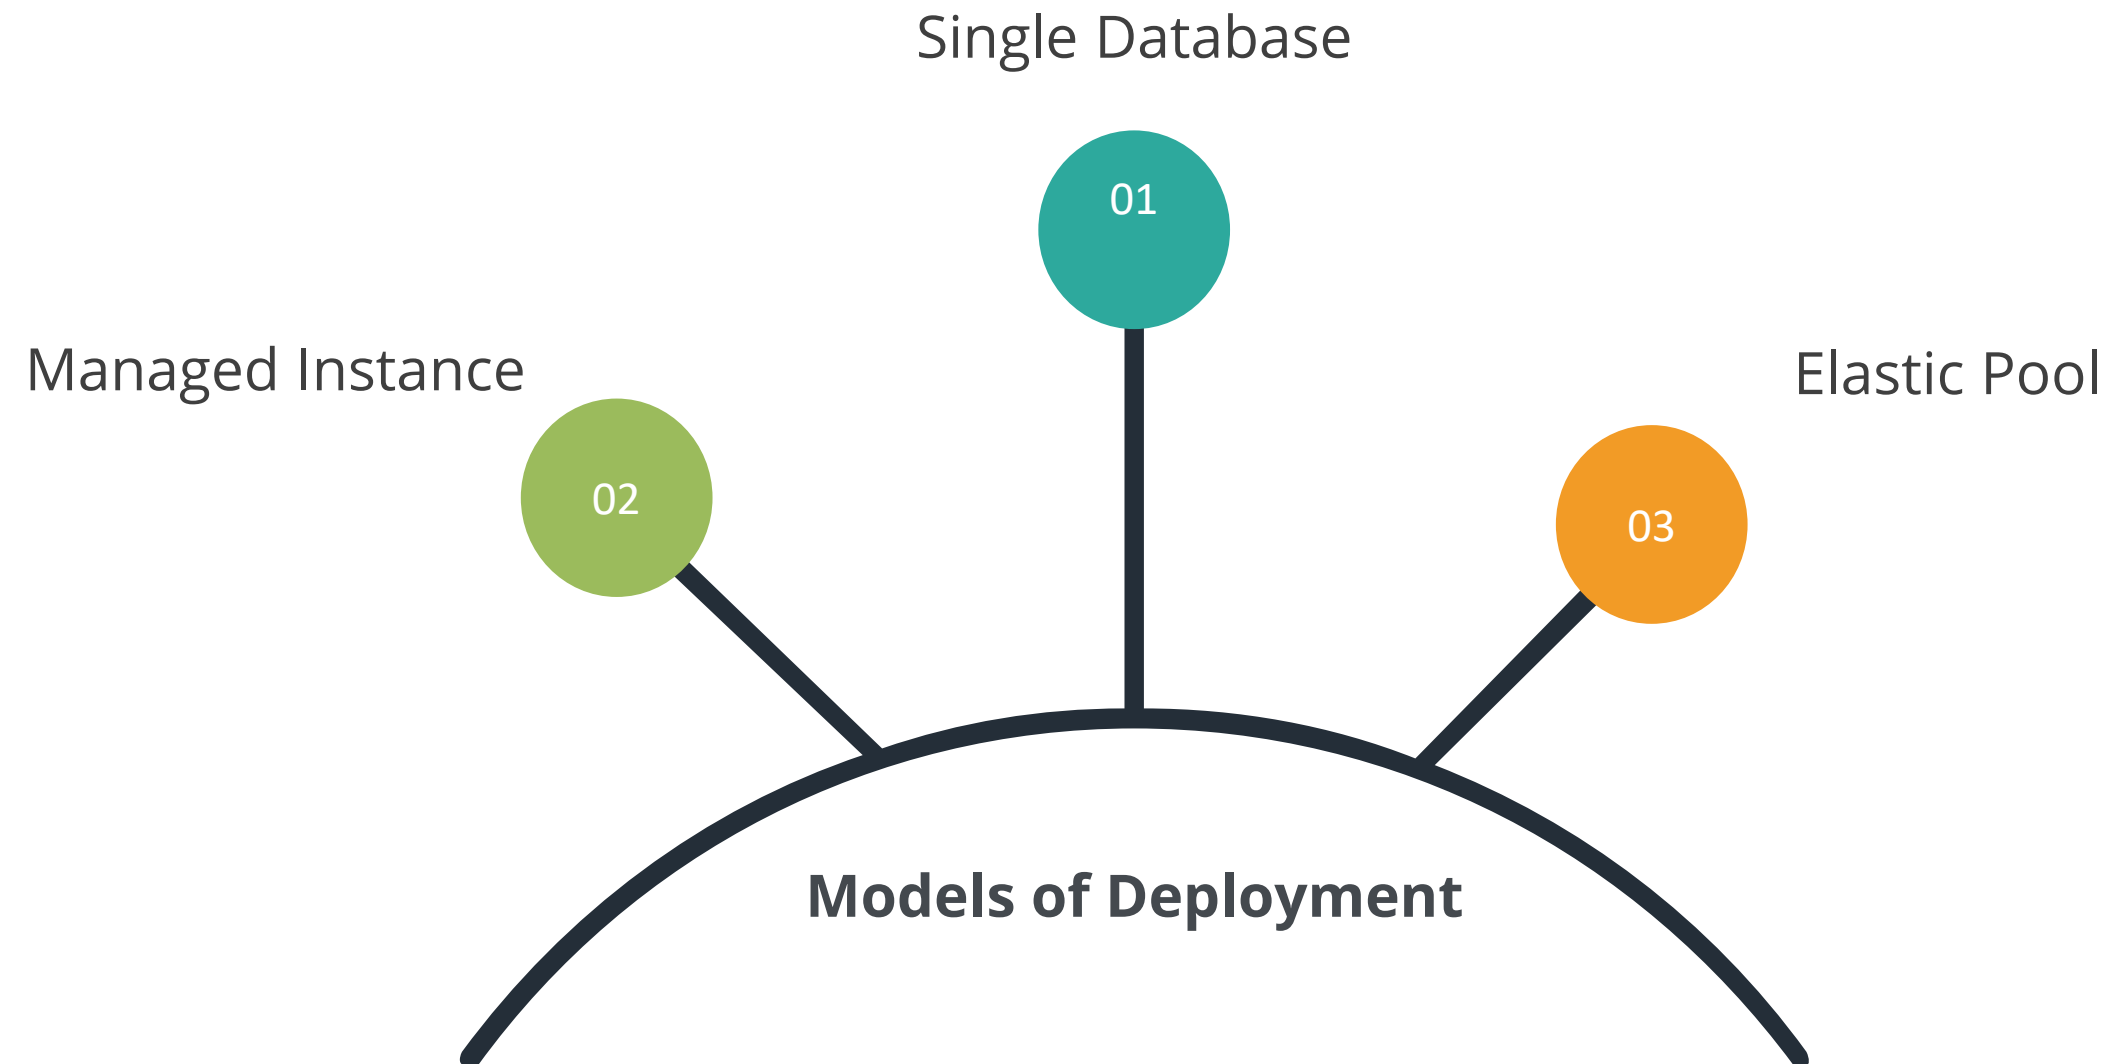 Single Database
01
Managed Instance
Elastic Pool
02
03
Models of Deployment